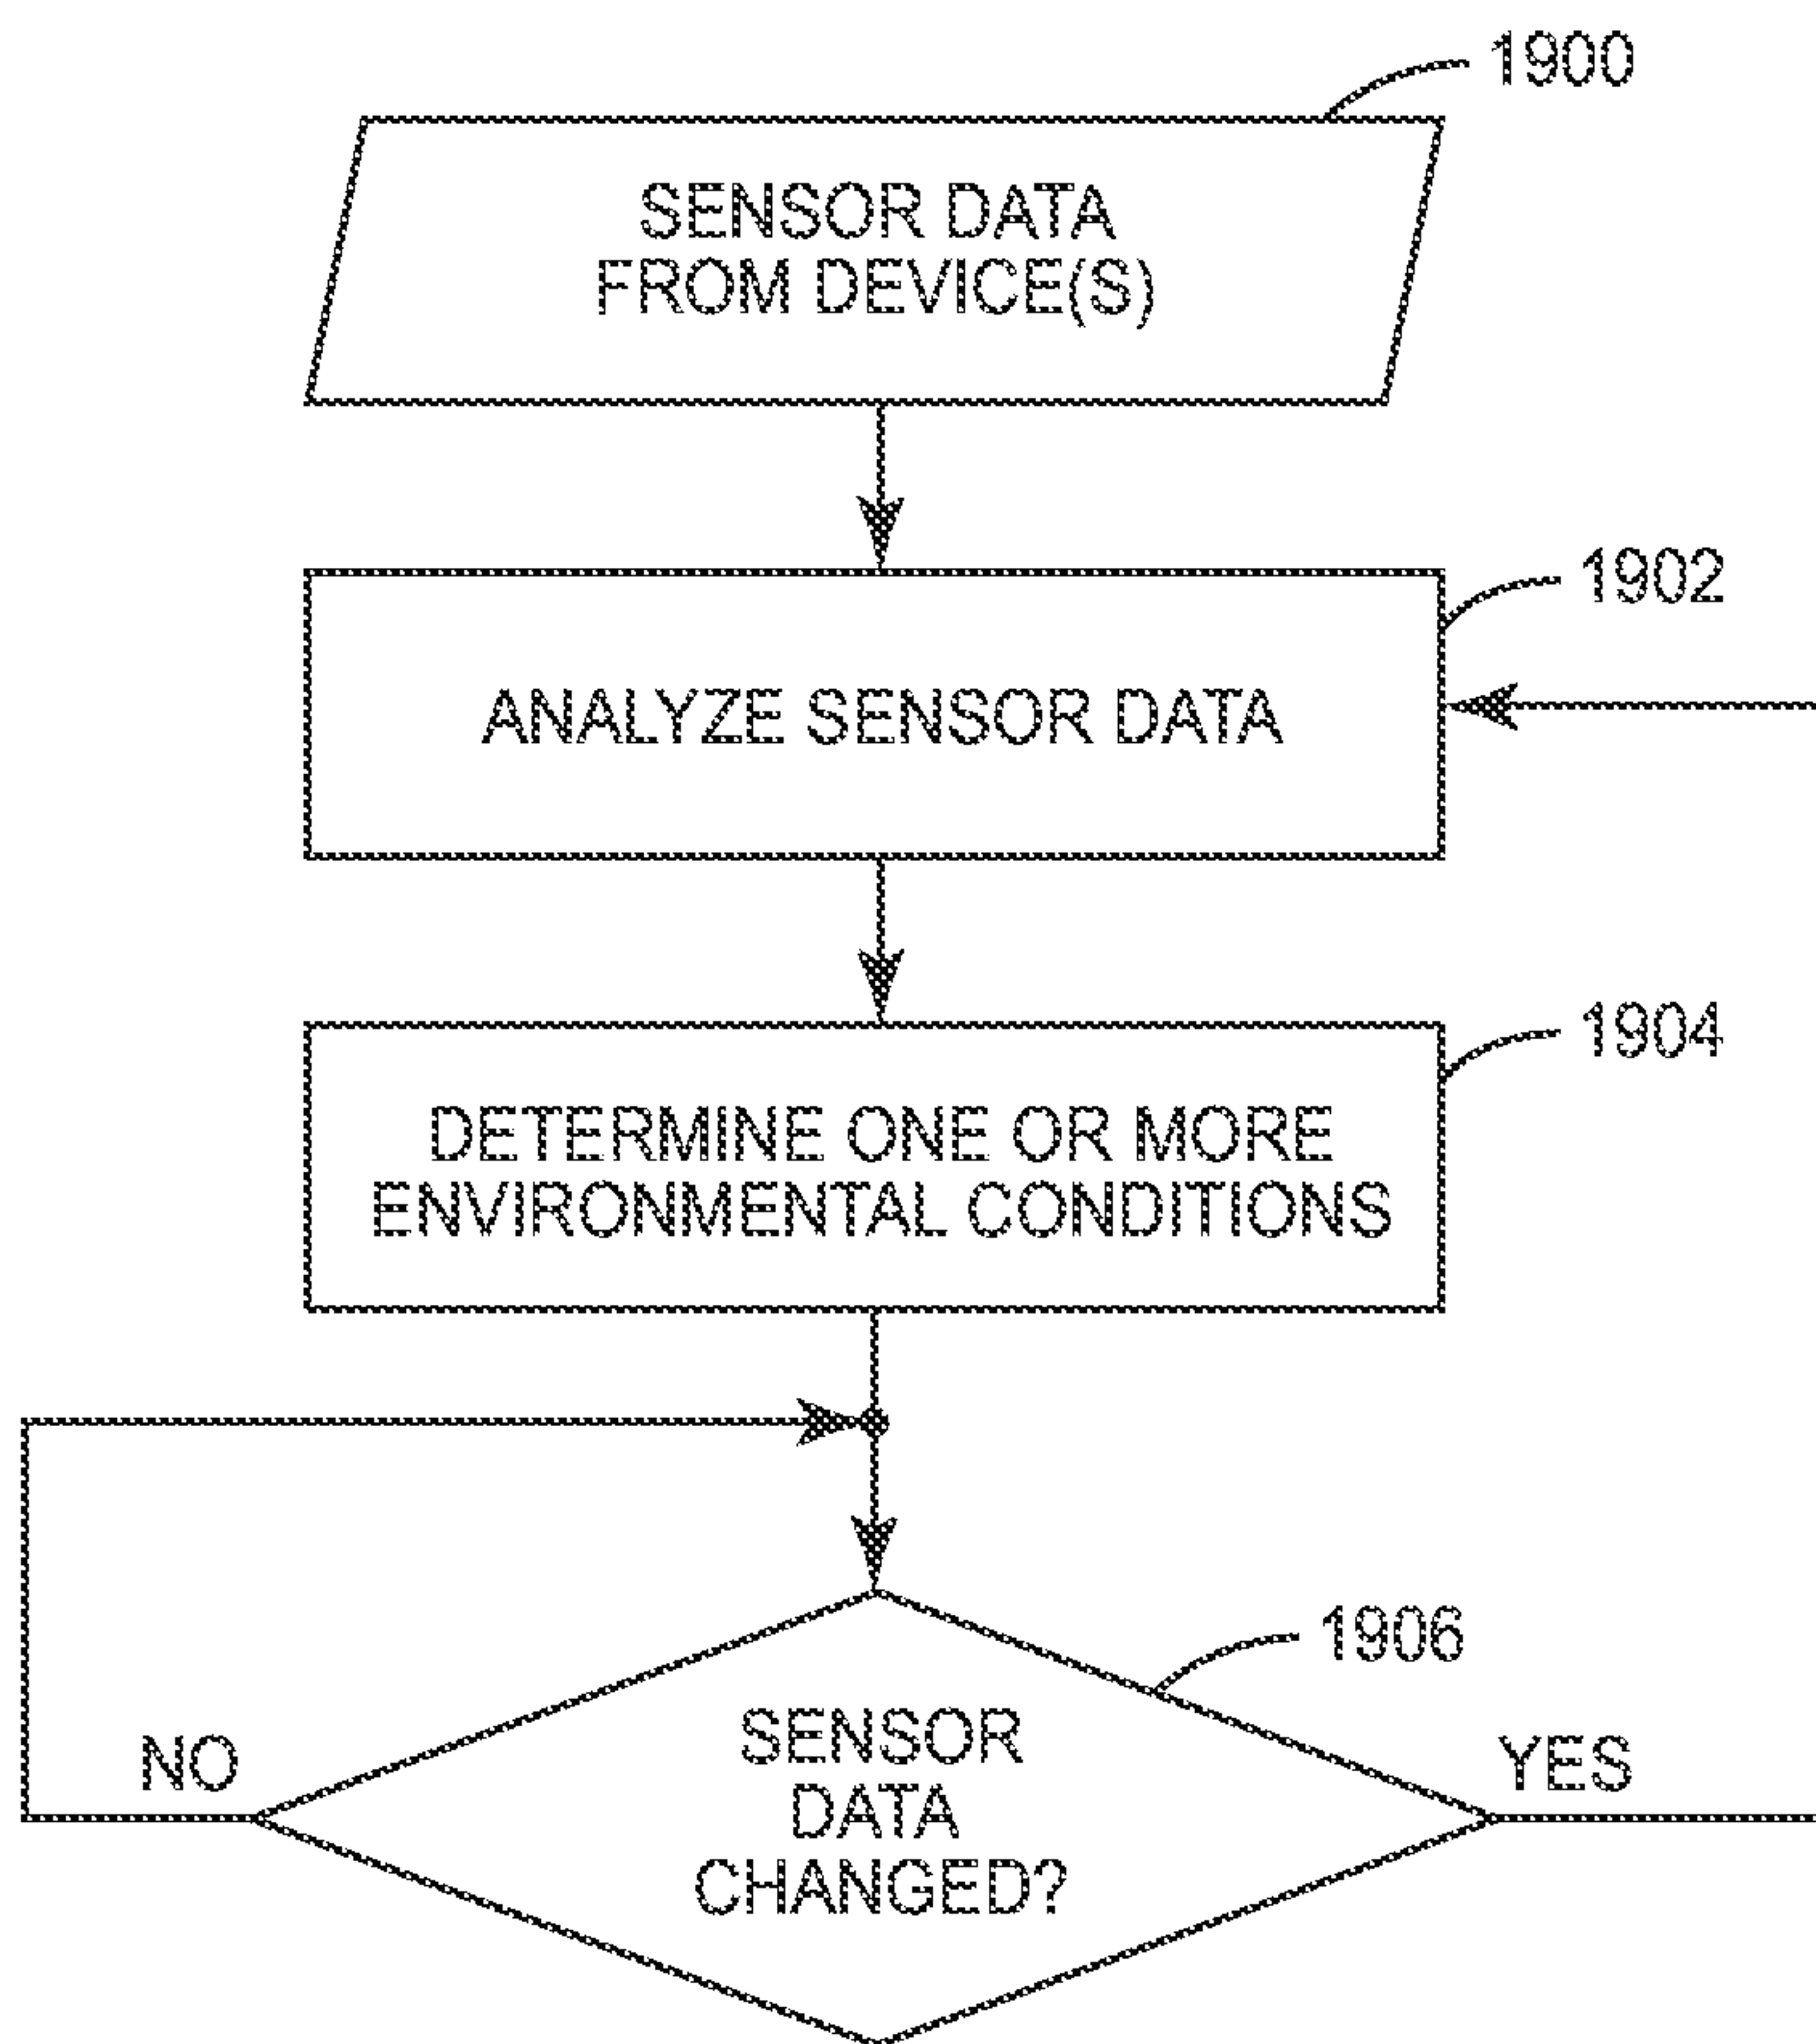 1900
SENSOR DATA
FROM DEVICE(S)
1902
ANALYZE SENSOR DATA
1904
DETERMINE ONE OR MORE
ENVIRONMENTAL CONDITIONS
1906
SENSOR
DATA
CHANGED?
NO
YES